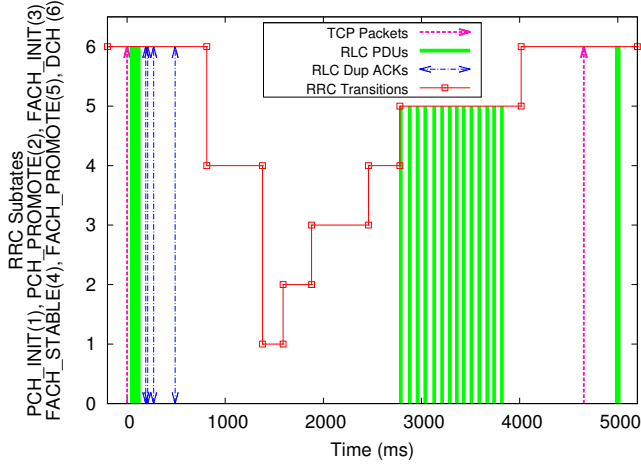 RRC Subtates
PCH_INIT(1), PCH_PROMOTE(2), FACH_INIT(3)
FACH_STABLE(4), FACH_PROMOTE(5), DCH (6)
TCP Packets
RLC PDUs
RLC Dup ACKs
RRC Transitions
6
5
4
3
2
1
0
0 1000 2000 3000 4000 5000
Time (ms)